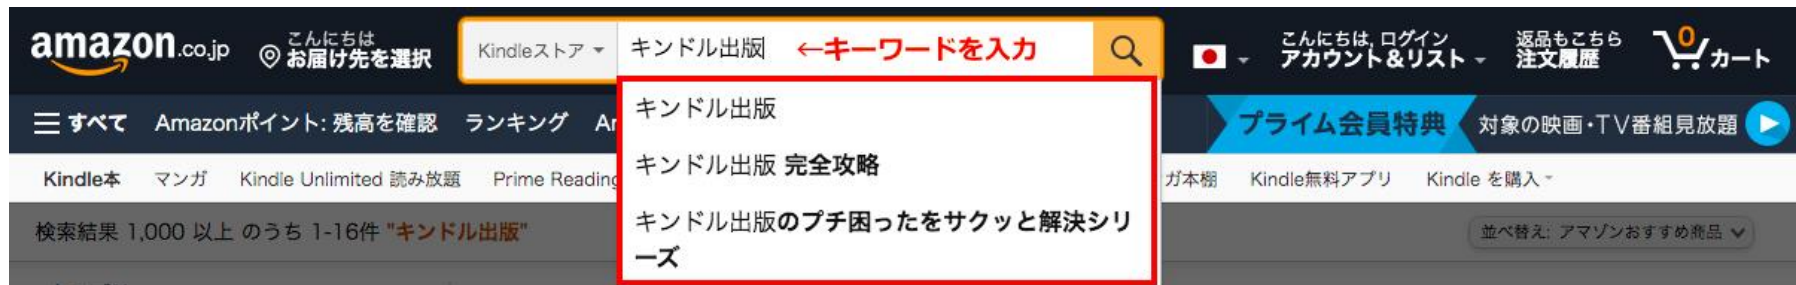 amazon.co.jp
こんにちは
お届け先を選択
Kindleストア
キンドル出版
←キーワードを入力
こんにちは, ログイン
アカウント&リスト
返品もこちら
注文履歴
0
カート
すべて
Amazonポイント: 残高を確認
ランキング
プライム会員特典
対象の映画・TV番組見放題
キンドル出版
キンドル出版 完全攻略
キンドル出版のプチ困ったをサクッと解決シリ
ーズ
Kindle本
マンガ
Kindle Unlimited 読み放題
Prime Reading
ガ本棚
Kindle無料アプリ
Kindle を購入
検索結果 1,000 以上 のうち 1-16件 "キンドル出版"
並べ替え: アマゾンおすすめ商品